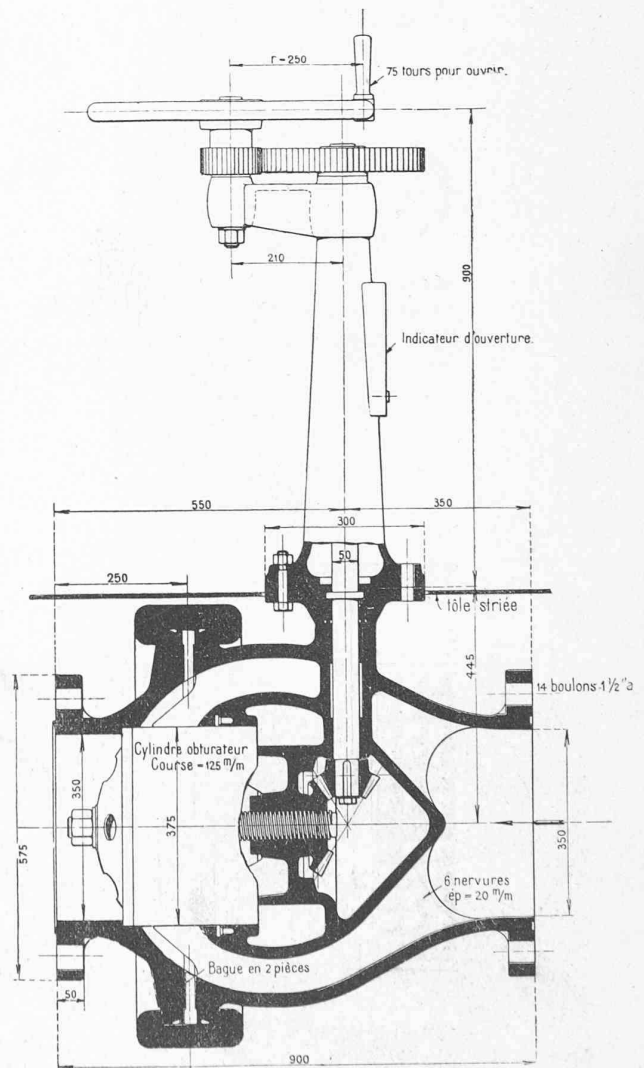 r = 250
75 tours pour ouvrir.
210
900
Indicateur d'ouverture.
550
350
300
50
250
tôle striée
445
14 boulons 1 ½" a
Cylindre obturateur
Course = 125 m/m
350
375
575
350
6 nervures
ép = 20 m/m
Bague en 2 pièces
50
900